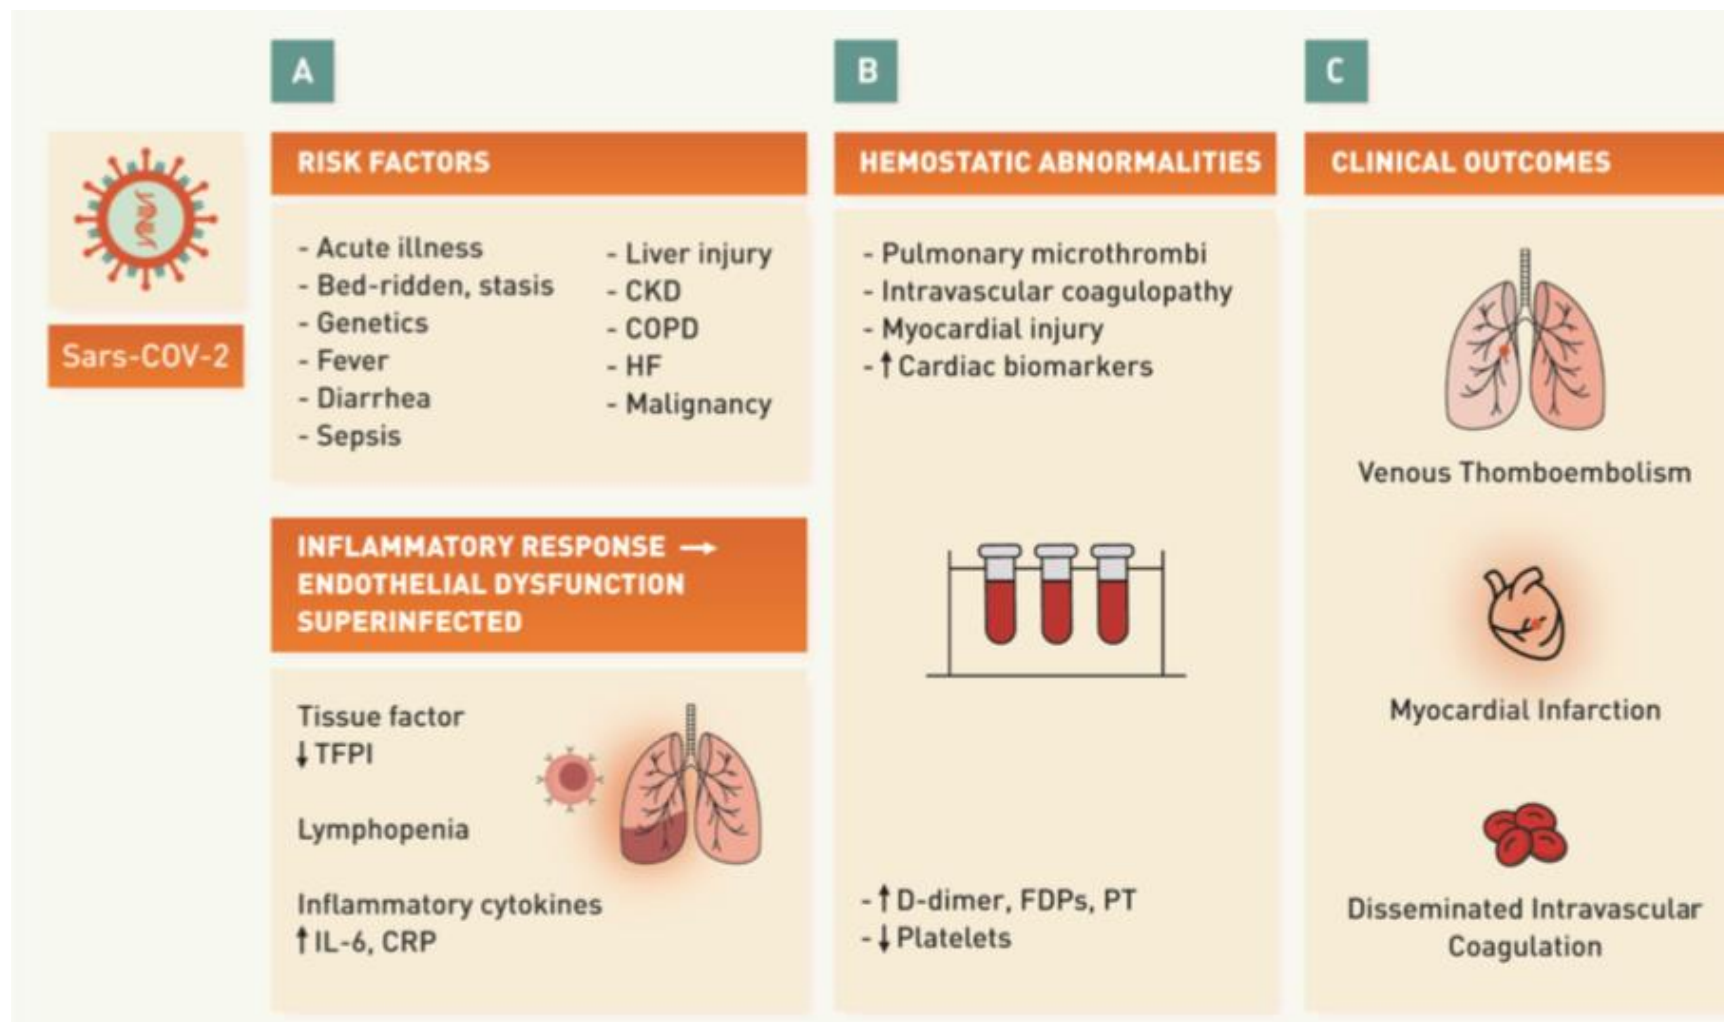 A
B
C
Sars-COV-2
RISK FACTORS
- Acute illness
- Bed-ridden, stasis
- Genetics
- Fever
- Diarrhea
- Sepsis
- Liver injury
- CKD
- COPD
- HF
- Malignancy
INFLAMMATORY RESPONSE →
ENDOTHELIAL DYSFUNCTION
SUPERINFECTED
Tissue factor
↓ TFPI
Lymphopenia
Inflammatory cytokines
↑ IL-6, CRP
HEMOSTATIC ABNORMALITIES
- Pulmonary microthrombi
- Intravascular coagulopathy
- Myocardial injury
- ↑ Cardiac biomarkers
- ↑ D-dimer, FDPs, PT
- ↓ Platelets
CLINICAL OUTCOMES
Venous Thomboembolism
Myocardial Infarction
Disseminated Intravascular
Coagulation